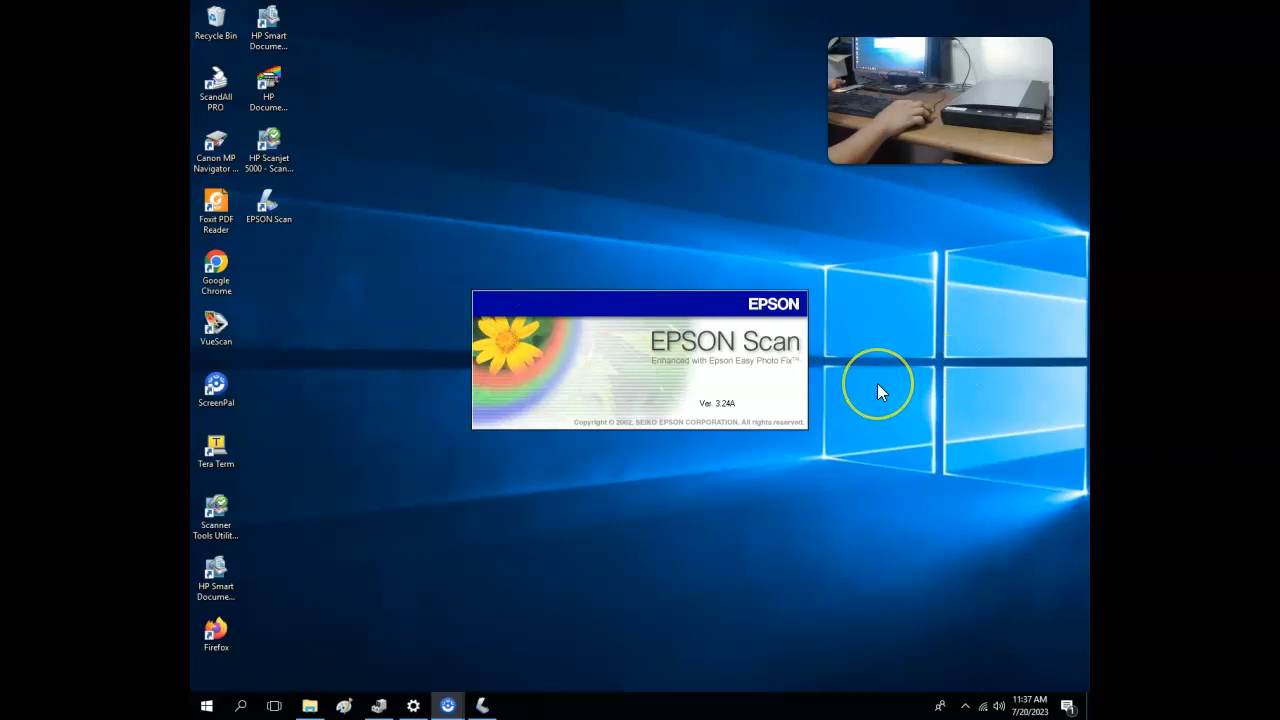 Recycle Bin
HP Smart
Docume...
ScandAll
PRO
HP
Docume...
Canon MP
Navigator ...
HP Scanjet
5000 - Scan...
Foxit PDF
Reader
EPSON Scan
Google
Chrome
VueScan
ScreenPal
Tera Term
Scanner
Tools Utilit...
HP Smart
Docume...
Firefox
EPSON
EPSON Scan
Enhanced with Epson Easy Photo Fix™
Ver. 3.24A
Copyright © 2002, SEIKO EPSON CORPORATION. All rights reserved.
11:37 AM
7/20/2023
1